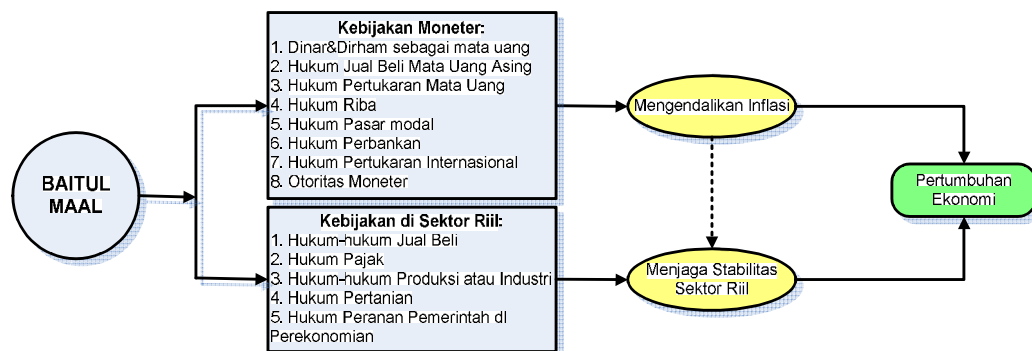 BAITUL
MAAL
Kebijakan Moneter:
1. Dinar&Dirham sebagai mata uang
2. Hukum Jual Beli Mata Uang Asing
3. Hukum Pertukaran Mata Uang
4. Hukum Riba
5. Hukum Pasar modal
6. Hukum Perbankan
7. Hukum Pertukaran Internasional
8. Otoritas Moneter
Kebijakan di Sektor Riil:
1. Hukum-hukum Jual Beli
2. Hukum Pajak
3. Hukum-hukum Produksi atau Industri
4. Hukum Pertanian
5. Hukum Peranan Pemerintah dI
Perekonomian
Mengendalikan Inflasi
Menjaga Stabilitas
Sektor Riil
Pertumbuhan
Ekonomi